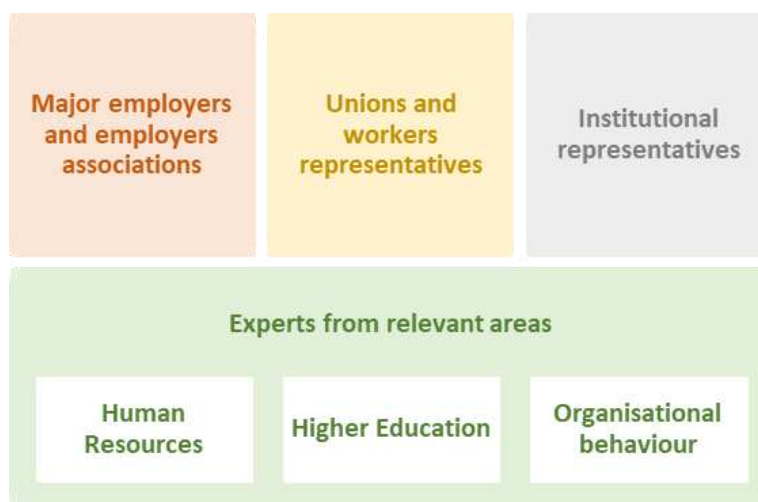 Major employers
and employers
associations
Unions and
workers
representatives
Institutional
representatives
Experts from relevant areas
Human
Resources
Higher Education
Organisational
behaviour